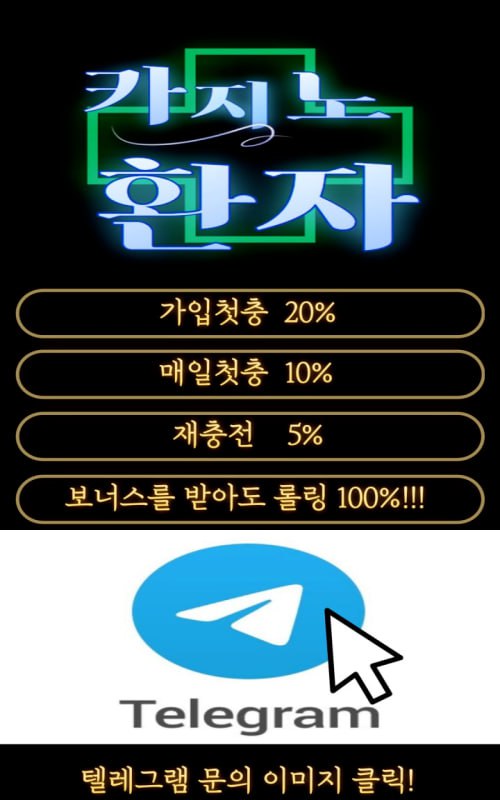 카지노
환자
가입첫충 20%
매일첫충 10%
재충전 5%
보너스를 받아도 롤링 100%!!!
Telegram
텔레그램 문의 이미지 클릭!